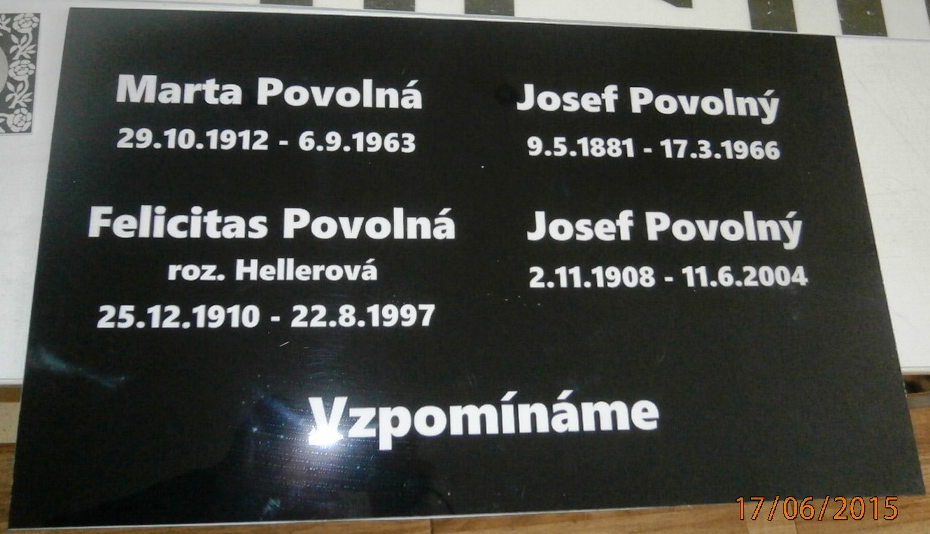 Marta Povolná
29.10.1912 - 6.9.1963
Josef Povolný
9.5.1881 - 17.3.1966
Felicitas Povolná
roz. Hellerová
25.12.1910 - 22.8.1997
Josef Povolný
2.11.1908 - 11.6.2004
Vzpomínáme
17/06/2015